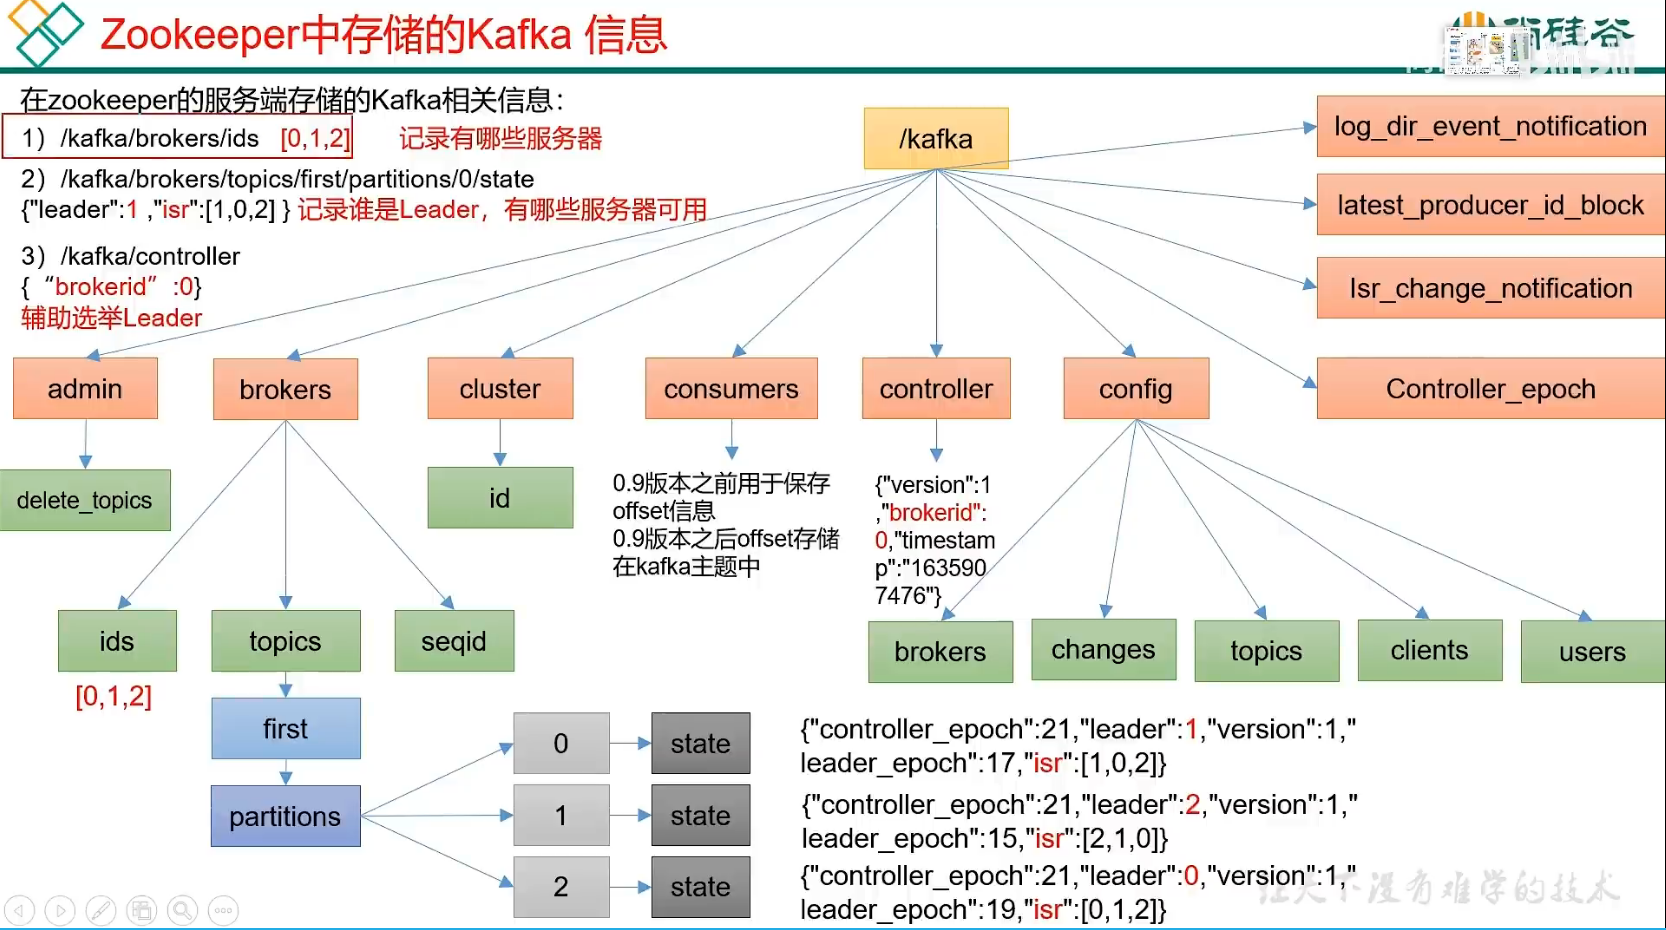 Zookeeper中存储的Kafka 信息
尚硅谷
在zookeeper的服务端存储的Kafka相关信息：
1）/kafka/brokers/ids [0,1,2] 记录有哪些服务器
2）/kafka/brokers/topics/first/partitions/0/state
{"leader":1 ,"isr":[1,0,2] } 记录谁是Leader，有哪些服务器可用
3）/kafka/controller
{ “brokerid” :0}
辅助选举Leader
/kafka
log_dir_event_notification
latest_producer_id_block
Isr_change_notification
Controller_epoch
admin
brokers
cluster
consumers
controller
config
delete_topics
id
0.9版本之前用于保存
offset信息
0.9版本之后offset存储
在kafka主题中
{"version":1
,"brokerid":
0,"timestam
p":"163590
7476"}
ids
topics
seqid
brokers
changes
topics
clients
users
[0,1,2]
first
partitions
0
state
1
state
2
state
{"controller_epoch":21,"leader":1,"version":1,"
leader_epoch":17,"isr":[1,0,2]}
{"controller_epoch":21,"leader":2,"version":1,"
leader_epoch":15,"isr":[2,1,0]}
{"controller_epoch":21,"leader":0,"version":1,"
leader_epoch":19,"isr":[0,1,2]}
让天下没有难学的技术